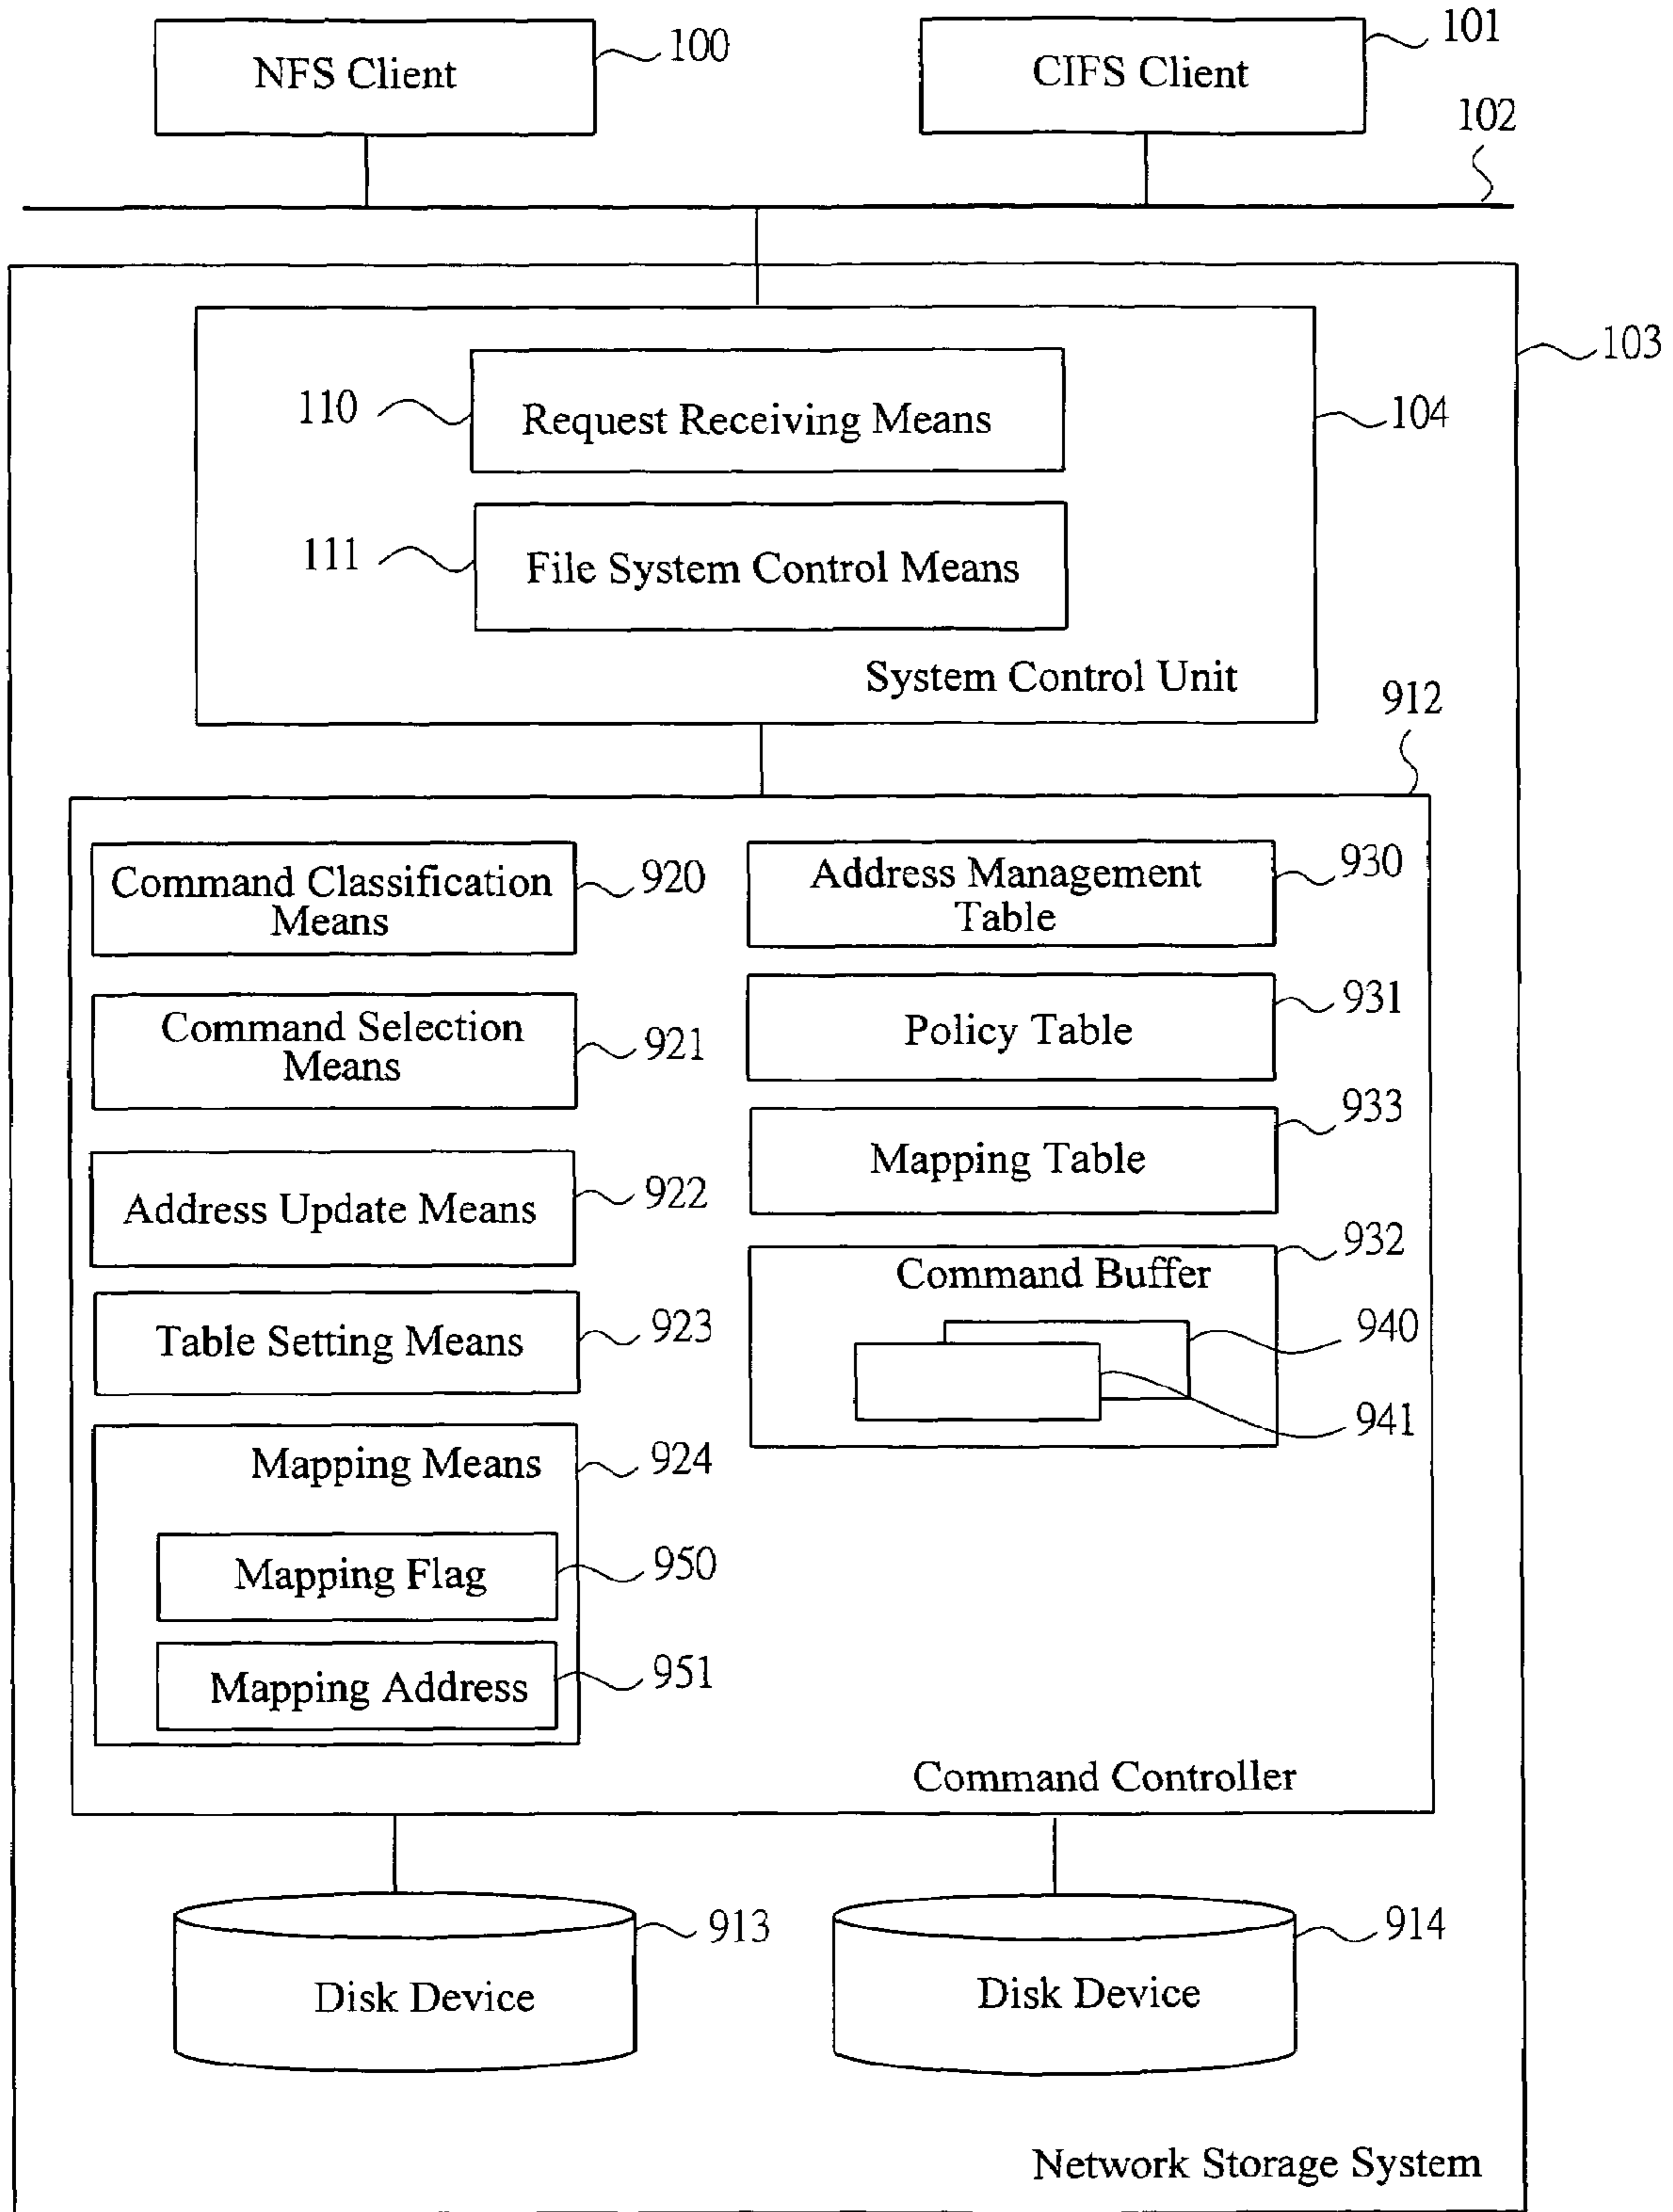 NFS Client
100
CIFS Client
101
102
103
110
Request Receiving Means
104
111
File System Control Means
System Control Unit
912
Command Classification
Means
920
Address Management
Table
930
Command Selection
Means
921
Policy Table
931
Address Update Means
922
Mapping Table
933
Table Setting Means
923
Command Buffer
932
940
941
Mapping Means
924
Mapping Flag
950
Mapping Address
951
Command Controller
Disk Device
913
Disk Device
914
Network Storage System